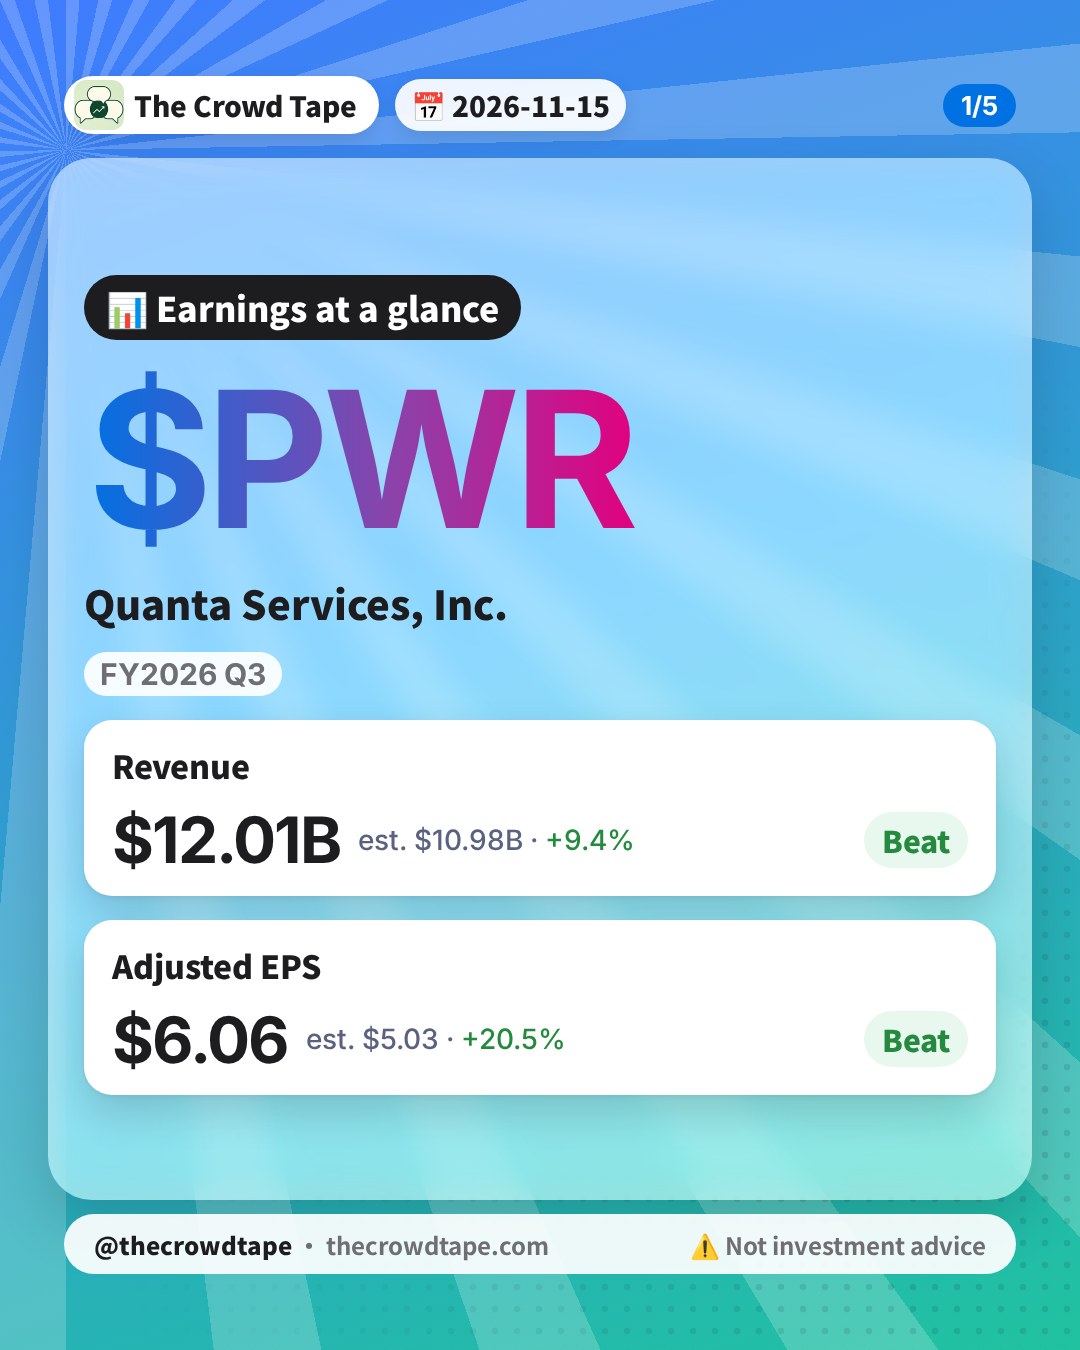 The Crowd Tape
2026-11-15
1/5
Earnings at a glance
$PWR
Quanta Services, Inc.
FY2026 Q3
Revenue
$12.01B est. $10.98B · +9.4% Beat
Adjusted EPS
$6.06 est. $5.03 · +20.5% Beat
@thecrowdtape • thecrowdtape.com
Not investment advice